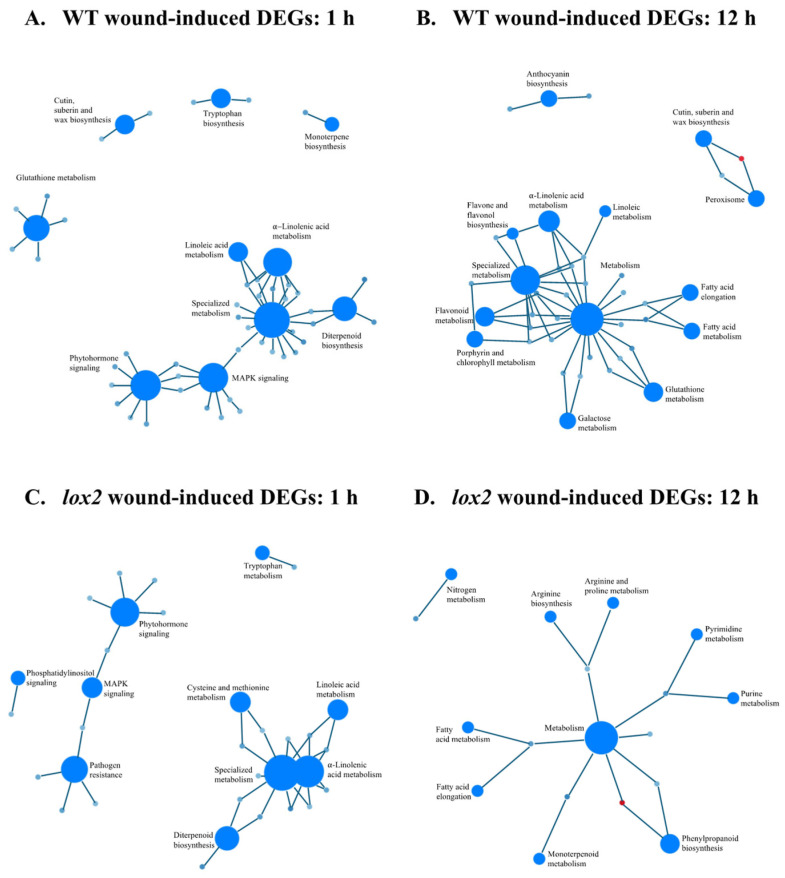 A. WT wound-induced DEGs: 1 h
Cutin,
suberin and
wax biosynthesis
Tryptophan
biosynthesis
Monoterpene
biosynthesis
Glutathione metabolism
α–Linolenic acid
metabolism
Linoleic acid
metabolism
Specialized
metabolism
Diterpenoid
biosynthesis
Phytohormone
signaling
MAPK signaling
B. WT wound-induced DEGs: 12 h
Anthocyanin
biosynthesis
Cutin, suberin and
wax biosynthesis
Peroxisome
α-Linolenic acid
metabolism
Flavone and
flavonol
biosynthesis
Linoleic
metabolism
Specialized
metabolism
Metabolism
Fatty acid
elongation
Flavonoid
metabolism
Fatty acid
metabolism
Porphyrin and
chlorophyll metabolism
Glutathione
metabolism
Galactose
metabolism
C. lox2 wound-induced DEGs: 1 h
Tryptophan
metabolism
Phytohormone
signaling
Phosphatidylinositol
signaling
MAPK
signaling
Pathogen
resistance
Cysteine and methionine
metabolism
Linoleic acid
metabolism
Specialized
metabolism
α-Linolenic
acid metabolism
Diterpenoid
biosynthesis
D. lox2 wound-induced DEGs: 12 h
Nitrogen
metabolism
Arginine
biosynthesis
Arginine and
proline metabolism
Pyrimidine
metabolism
Purine
metabolism
Metabolism
Fatty
acid metabolism
Fatty acid
elongation
Monoterpenoid
metabolism
Phenylpropanoid
biosynthesis